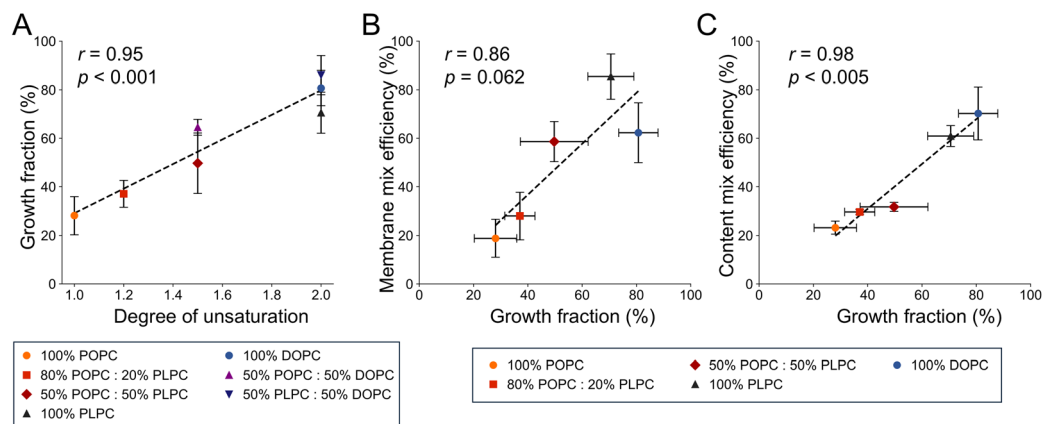 A
r = 0.95
p < 0.001
Growth fraction (%)
100
80
60
40
20
0
1.0 1.2 1.4 1.6 1.8 2.0
Degree of unsaturation
100% POPC
80% POPC : 20% PLPC
50% POPC : 50% PLPC
100% PLPC
100% DOPC
50% POPC : 50% DOPC
50% PLPC : 50% DOPC
B
r = 0.86
p = 0.062
Membrane mix efficiency (%)
100
80
60
40
20
0
0 20 40 60 80 100
Growth fraction (%)
C
r = 0.98
p < 0.005
Content mix efficiency (%)
100
80
60
40
20
0
0 20 40 60 80 100
Growth fraction (%)
100% POPC
80% POPC : 20% PLPC
50% POPC : 50% PLPC
100% PLPC
100% DOPC